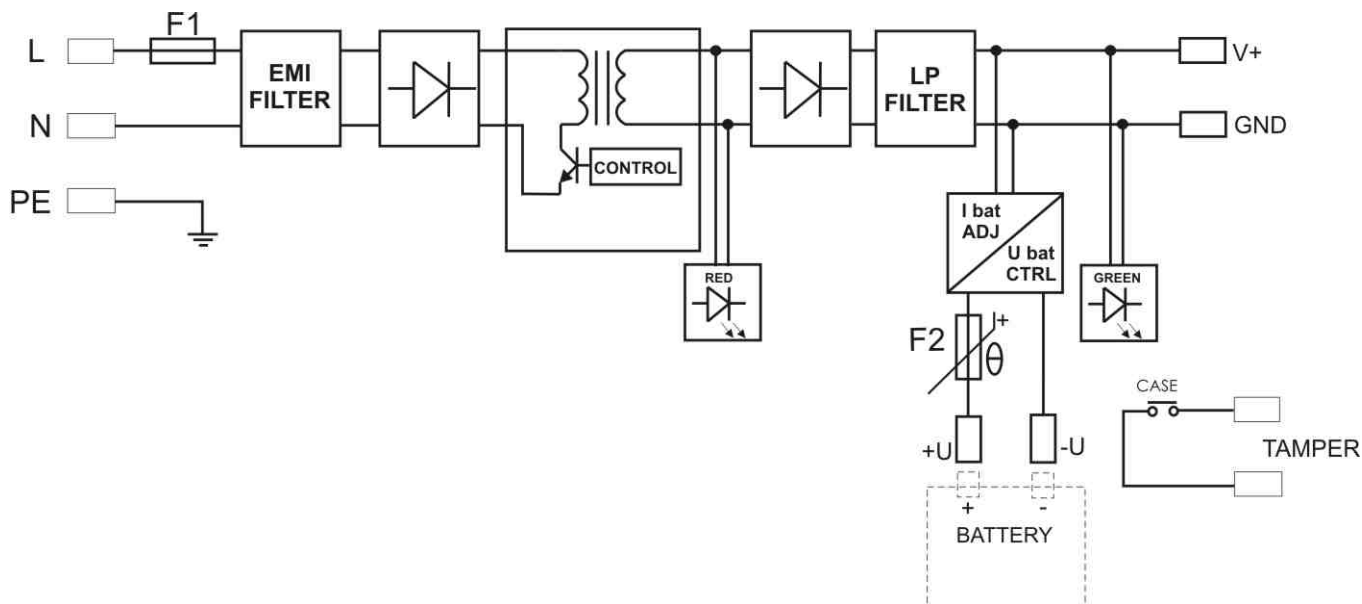 L
F1
EMI
FILTER
LP
FILTER
V+
N
GND
CONTROL
PE
I bat
ADJ
U bat
CTRL
RED
GREEN
F2
I+
θ
CASE
+U
-U
TAMPER
+
-
BATTERY